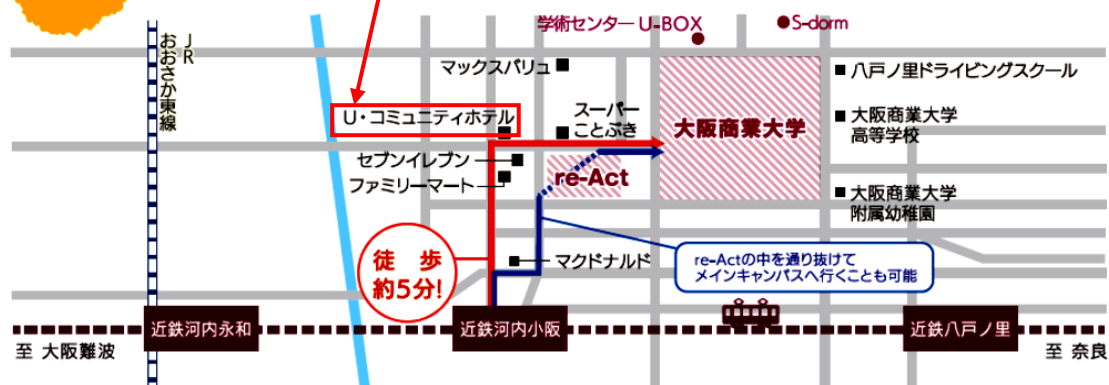 学術センター U-BOX
S-dorm
JR
おおさか東線
マックスバリュ
八戸ノ里ドライビングスクール
U・コミュニティホテル
スーパー
ことぶき
大阪商業大学
大阪商業大学
高等学校
セブンイレブン
ファミリーマート
re-Act
大阪商業大学
附属幼稚園
徒 歩
約5分!
マクドナルド
re-Actの中を通り抜けて
メインキャンパスへ行くことも可能
近鉄河内永和
近鉄河内小阪
近鉄八戸ノ里
至 大阪難波
至 奈良